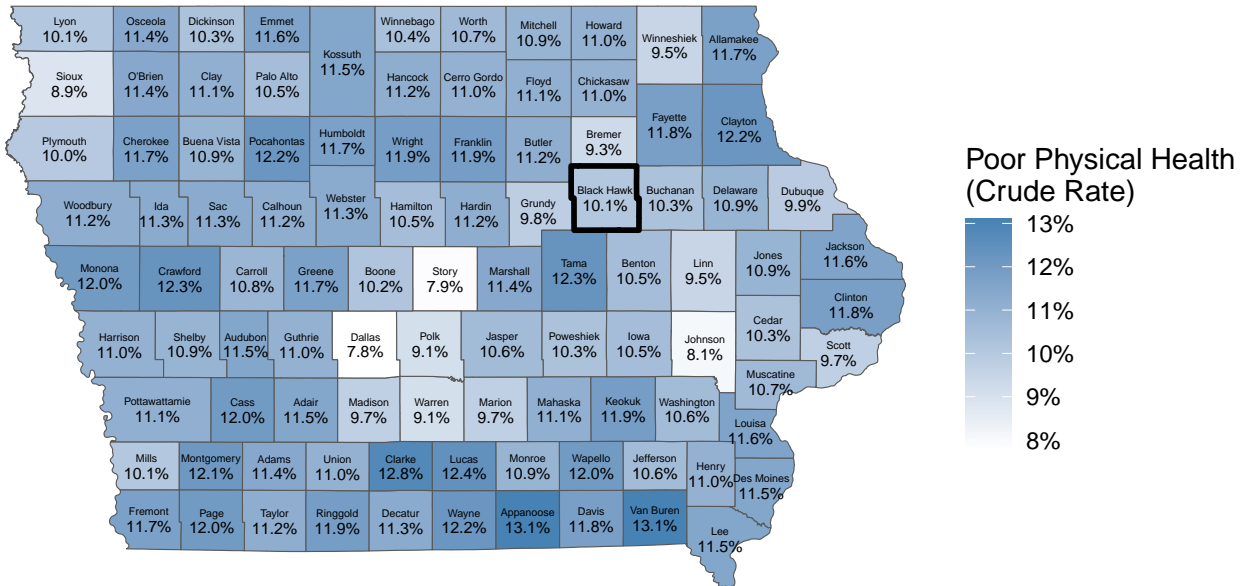 Lyon
10.1%
Osceola
11.4%
Dickinson
10.3%
Emmet
11.6%
Kossuth
11.5%
Winnebago
10.4%
Worth
10.7%
Mitchell
10.9%
Howard
11.0%
Winneshiek
9.5%
Allamakee
11.7%
Sioux
8.9%
O'Brien
11.4%
Clay
11.1%
Palo Alto
10.5%
Hancock
11.2%
Cerro Gordo
11.0%
Floyd
11.1%
Chickasaw
11.0%
Fayette
11.8%
Clayton
12.2%
Plymouth
10.0%
Cherokee
11.7%
Buena Vista
10.9%
Pocahontas
12.2%
Humboldt
11.7%
Wright
11.9%
Franklin
11.9%
Butler
11.2%
Bremer
9.3%
Woodbury
11.2%
Ida
11.3%
Sac
11.3%
Calhoun
11.2%
Webster
11.3%
Hamilton
10.5%
Hardin
11.2%
Grundy
9.8%
Black Hawk
10.1%
Buchanan
10.3%
Delaware
10.9%
Dubuque
9.9%
Monona
12.0%
Crawford
12.3%
Carroll
10.8%
Greene
11.7%
Boone
10.2%
Story
7.9%
Marshall
11.4%
Tama
12.3%
Benton
10.5%
Linn
9.5%
Jones
10.9%
Jackson
11.6%
Clinton
11.8%
Harrison
11.0%
Shelby
10.9%
Audubon
11.5%
Guthrie
11.0%
Dallas
7.8%
Polk
9.1%
Jasper
10.6%
Poweshiek
10.3%
Iowa
10.5%
Johnson
8.1%
Cedar
10.3%
Scott
9.7%
Muscatine
10.7%
Pottawattamie
11.1%
Cass
12.0%
Adair
11.5%
Madison
9.7%
Warren
9.1%
Marion
9.7%
Mahaska
11.1%
Keokuk
11.9%
Washington
10.6%
Louisa
11.6%
Mills
10.1%
Montgomery
12.1%
Adams
11.4%
Union
11.0%
Clarke
12.8%
Lucas
12.4%
Monroe
10.9%
Wapello
12.0%
Jefferson
10.6%
Henry
11.0%
Des Moines
11.5%
Fremont
11.7%
Page
12.0%
Taylor
11.2%
Ringgold
11.9%
Decatur
11.3%
Wayne
12.2%
Appanoose
13.1%
Davis
11.8%
Van Buren
13.1%
Lee
11.5%
Poor Physical Health
(Crude Rate)
13%
12%
11%
10%
9%
8%